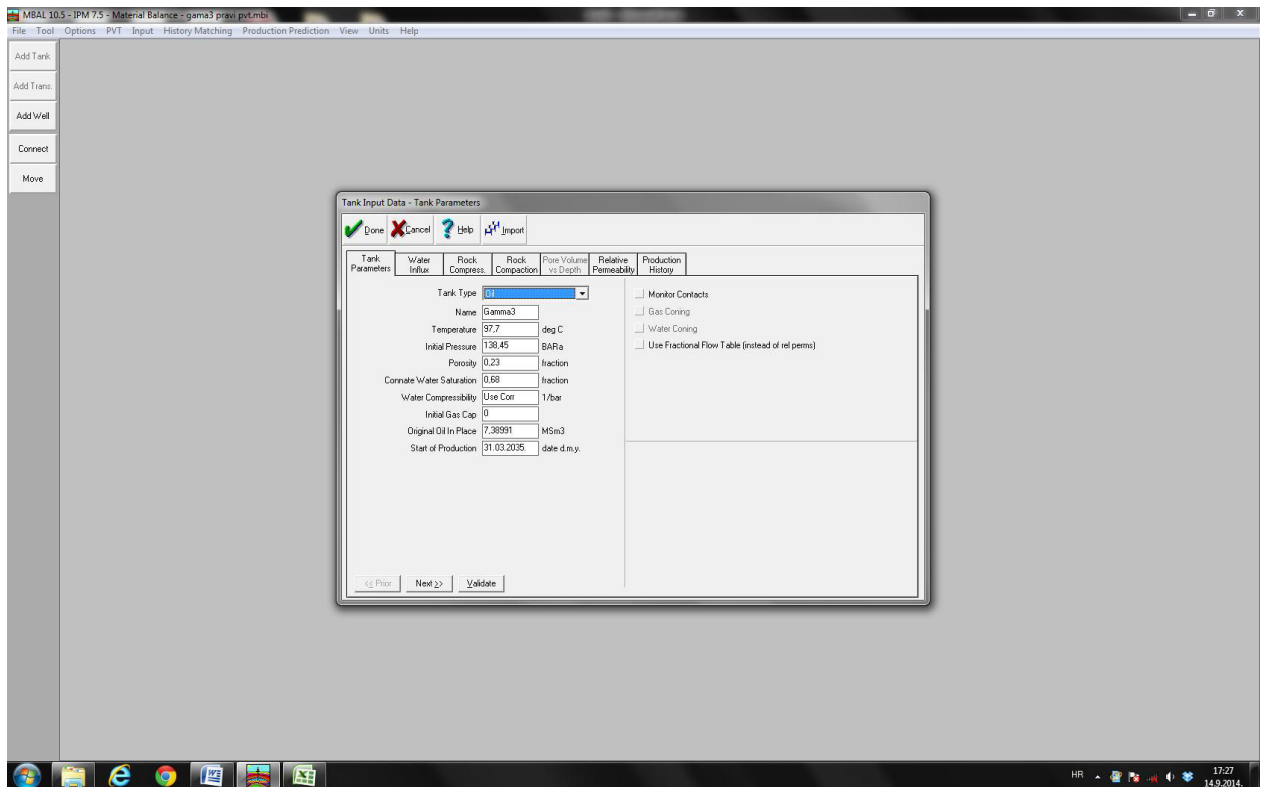 MBAL 10.5 - IPM 7.5 - Material Balance - gama3 pravi pvt.mbi
File Tool Options PVT Input History Matching Production Prediction View Units Help
Add Tank
Add Trans.
Add Well
Connect
Move
Tank Input Data - Tank Parameters
Done Cancel Help Import
Tank Parameters Water Influx Rock Compress. Rock Compaction Pore Volume vs Depth Relative Permeability Production History
Tank Type Oil
Monitor Contacts
Name Gamma3
Gas Coning
Temperature 97,7 deg C
Water Coning
Initial Pressure 138,45 BARa
Use Fractional Flow Table (instead of rel perms)
Porosity 0,23 fraction
Connate Water Saturation 0,68 fraction
Water Compressibility Use Corr 1/bar
Initial Gas Cap 0
Original Oil In Place 7,38991 MSm3
Start of Production 31.03.2035. date d.m.y.
<< Prior Next >> Validate
HR 17:27
14.9.2014.